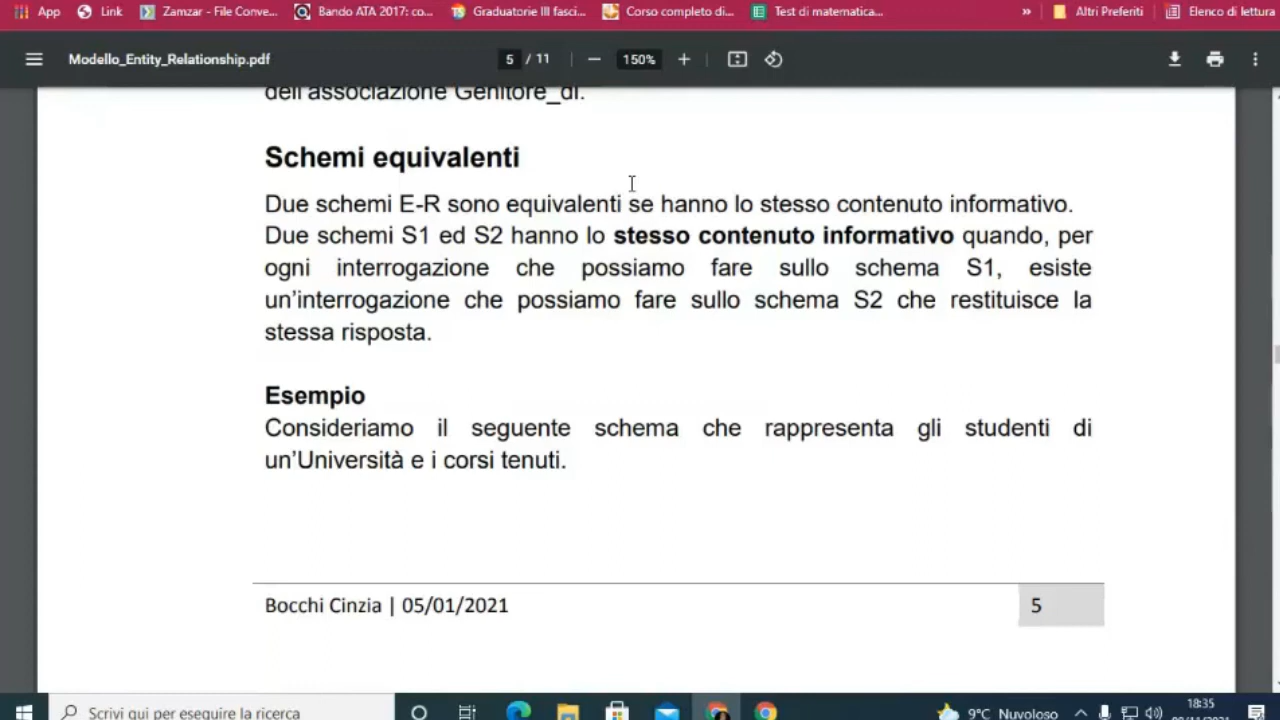 App Link Zamzar - File Conve... Bando ATA 2017: co... Graduatorie III fasci... Corso completo di... Test di matematica... » Altri Preferiti Elenco di lettura
Modello_Entity_Relationship.pdf 5 / 11 150%
dell'associazione Genitore_di.
Schemi equivalenti
Due schemi E-R sono equivalenti se hanno lo stesso contenuto informativo.
Due schemi S1 ed S2 hanno lo stesso contenuto informativo quando, per
ogni interrogazione che possiamo fare sullo schema S1, esiste
un'interrogazione che possiamo fare sullo schema S2 che restituisce la
stessa risposta.
Esempio
Consideriamo il seguente schema che rappresenta gli studenti di
un'Università e i corsi tenuti.
Bocchi Cinzia | 05/01/2021 5
Scrivi qui per eseguire la ricerca 9°C Nuvoloso 18:35